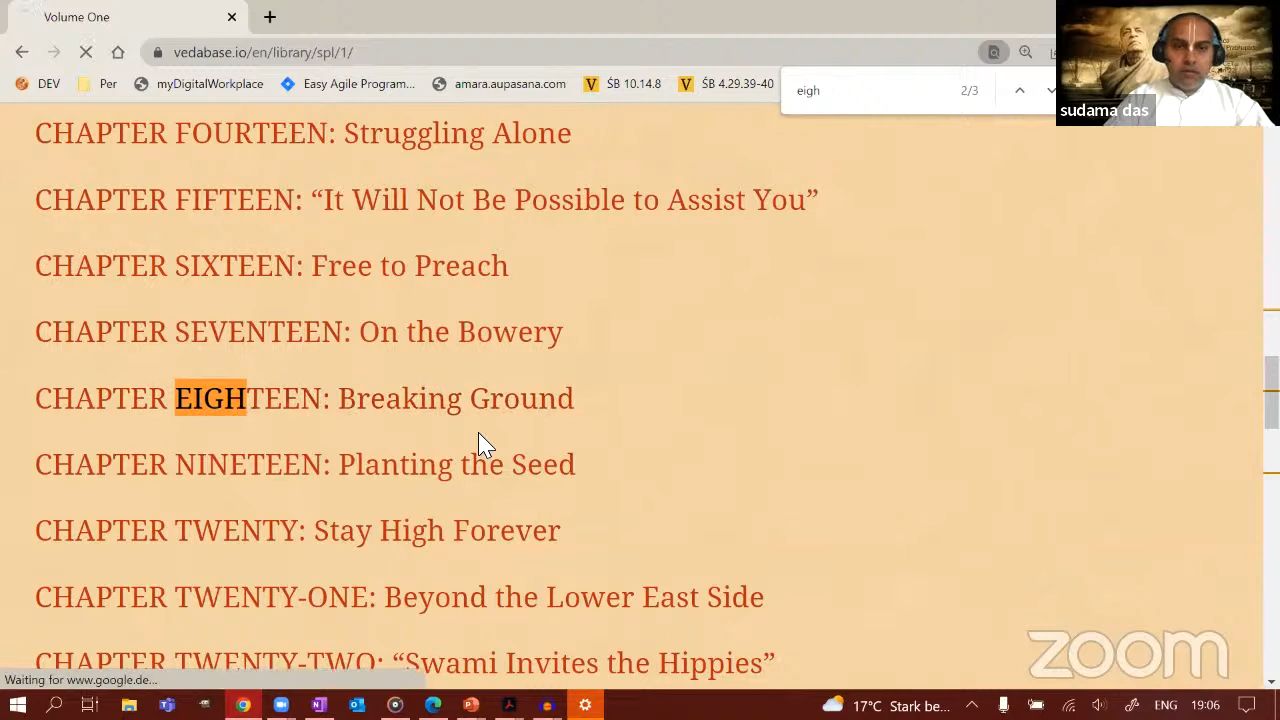 Volume One
vedabase.io/en/library/spl/1/
DEV
Per
myDigitalWorkplace
Easy Agile Program...
amara.aupasana.com
ŚB 10.14.8
ŚB 4.29.39-40
eigh
2/3
sudama das
CHAPTER FOURTEEN: Struggling Alone
CHAPTER FIFTEEN: “It Will Not Be Possible to Assist You”
CHAPTER SIXTEEN: Free to Preach
CHAPTER SEVENTEEN: On the Bowery
CHAPTER EIGHTEEN: Breaking Ground
CHAPTER NINETEEN: Planting the Seed
CHAPTER TWENTY: Stay High Forever
CHAPTER TWENTY-ONE: Beyond the Lower East Side
CHAPTER TWENTY-TWO: “Swami Invites the Hippies”
zoom
Waiting for www.google.de...
17°C Stark be...
ENG
19:06